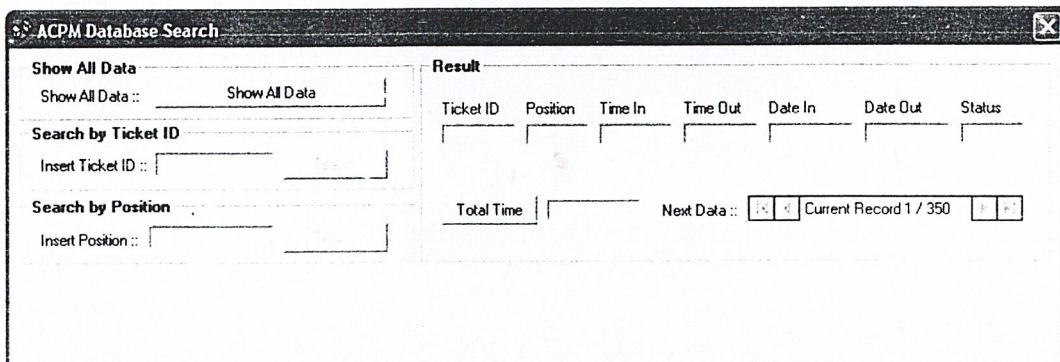 ACPM Database Search
Show All Data
Show All Data :: Show All Data
Search by Ticket ID
Insert Ticket ID ::
Search by Position
Insert Position ::
Result
Ticket ID Position Time In Time Out Date In Date Out Status
Total Time Next Data :: Current Record 1 / 350